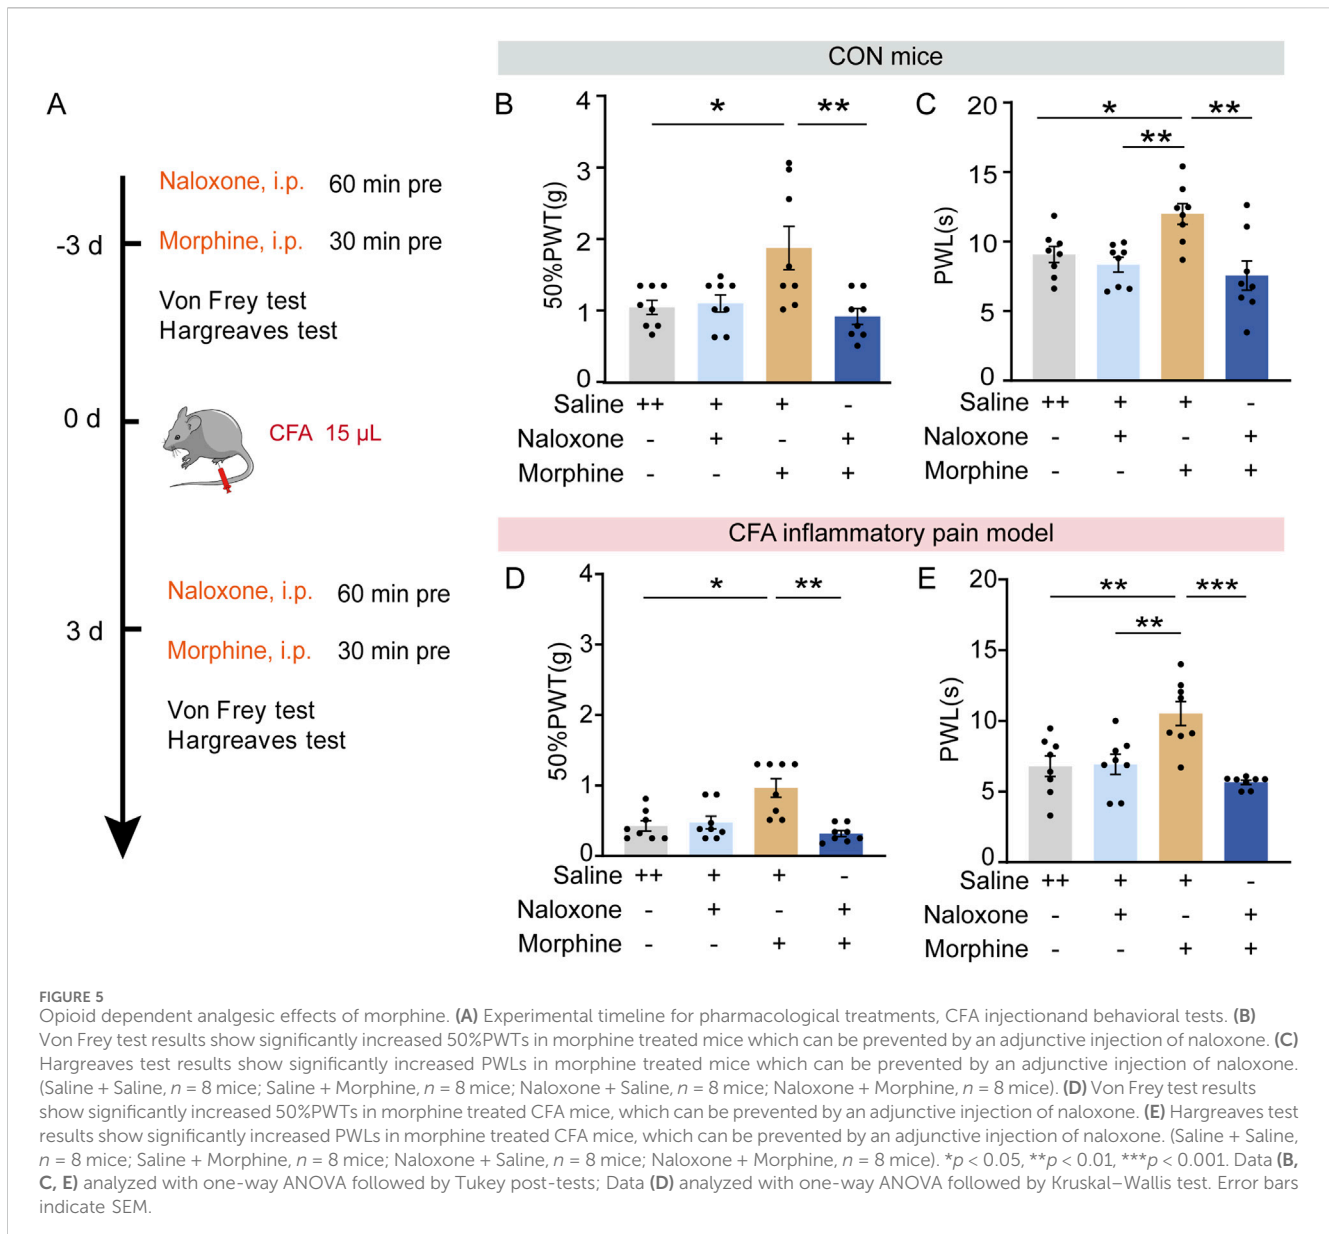 CON mice
A
Naloxone, i.p. 60 min pre
-3 d
Morphine, i.p. 30 min pre
Von Frey test
Hargreaves test
0 d
CFA 15 µL
Naloxone, i.p. 60 min pre
3 d
Morphine, i.p. 30 min pre
Von Frey test
Hargreaves test
B
50%PWT(g)
4
3
2
1
0
* **
Saline ++ + + -
Naloxone - + - +
Morphine - - + +
C
PWL(s)
20
15
10
5
0
* **
**
Saline ++ + + -
Naloxone - + - +
Morphine - - + +
CFA inflammatory pain model
D
50%PWT(g)
4
3
2
1
0
* **
Saline ++ + + -
Naloxone - + - +
Morphine - - + +
E
PWL(s)
20
15
10
5
0
** ***
**
Saline ++ + + -
Naloxone - + - +
Morphine - - + +
FIGURE 5
Opioid dependent analgesic effects of morphine. (A) Experimental timeline for pharmacological treatments, CFA injectionand behavioral tests. (B)
Von Frey test results show significantly increased 50%PWTs in morphine treated mice which can be prevented by an adjunctive injection of naloxone. (C)
Hargreaves test results show significantly increased PWLs in morphine treated mice which can be prevented by an adjunctive injection of naloxone.
(Saline + Saline, n = 8 mice; Saline + Morphine, n = 8 mice; Naloxone + Saline, n = 8 mice; Naloxone + Morphine, n = 8 mice). (D) Von Frey test results
show significantly increased 50%PWTs in morphine treated CFA mice, which can be prevented by an adjunctive injection of naloxone. (E) Hargreaves test
results show significantly increased PWLs in morphine treated CFA mice, which can be prevented by an adjunctive injection of naloxone. (Saline + Saline,
n = 8 mice; Saline + Morphine, n = 8 mice; Naloxone + Saline, n = 8 mice; Naloxone + Morphine, n = 8 mice). *p < 0.05, **p < 0.01, ***p < 0.001. Data (B,
C, E) analyzed with one-way ANOVA followed by Tukey post-tests; Data (D) analyzed with one-way ANOVA followed by Kruskal–Wallis test. Error bars
indicate SEM.